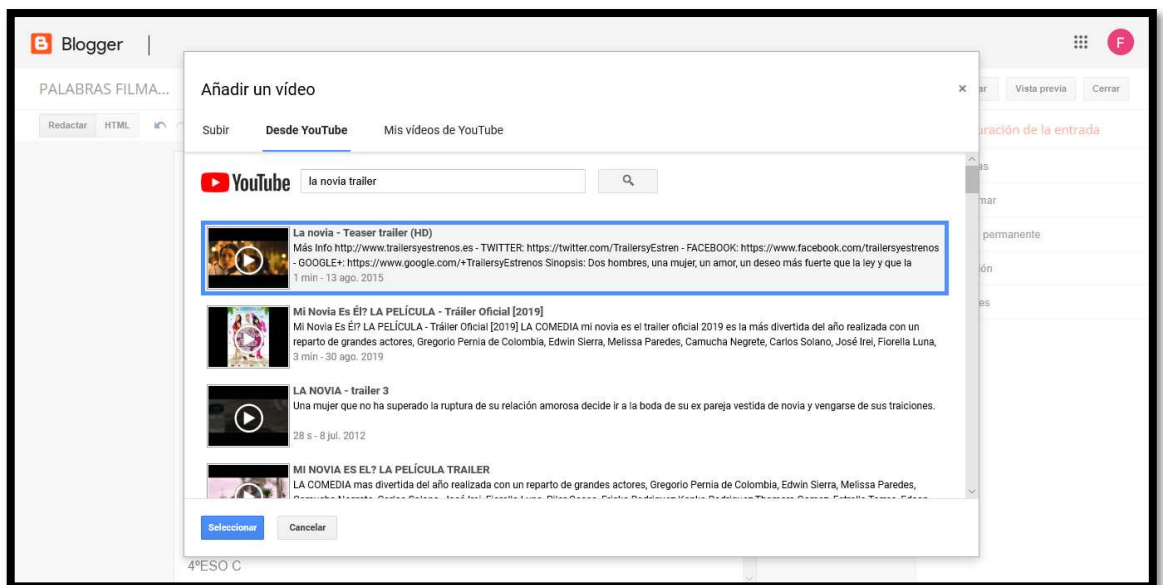 Blogger
F
PALABRAS FILMA...
Añadir un vídeo
×
Vista previa
Cerrar
Redactar
HTML
Subir
Desde YouTube
Mis vídeos de YouTube
uración de la entrada
YouTube
la novia trailer
as
mar
permanente
ón
es
La novia - Teaser trailer (HD)
Más Info http://www.trailersyestrenos.es - TWITTER: https://twitter.com/TrailersyEstren - FACEBOOK: https://www.facebook.com/trailersyestrenos
- GOOGLE+: https://www.google.com/+TrailersyEstrenos Sinopsis: Dos hombres, una mujer, un amor, un deseo más fuerte que la ley y que la
1 min - 13 ago. 2015
Mi Novia Es Él? LA PELÍCULA - Tráiler Oficial [2019]
Mi Novia Es Él? LA PELÍCULA - Tráiler Oficial [2019] LA COMEDIA mi novia es el trailer oficial 2019 es la más divertida del año realizada con un
reparto de grandes actores, Gregorio Pernia de Colombia, Edwin Sierra, Melissa Paredes, Camucha Negrete, Carlos Solano, José Irei, Fiorella Luna,
3 min - 30 ago. 2019
LA NOVIA - trailer 3
Una mujer que no ha superado la ruptura de su relación amorosa decide ir a la boda de su ex pareja vestida de novia y vengarse de sus traiciones.
28 s - 8 jul. 2012
MI NOVIA ES EL? LA PELÍCULA TRAILER
LA COMEDIA mas divertida del año realizada con un reparto de grandes actores, Gregorio Pernia de Colombia, Edwin Sierra, Melissa Paredes,
Seleccionar
Cancelar
4ºESO C